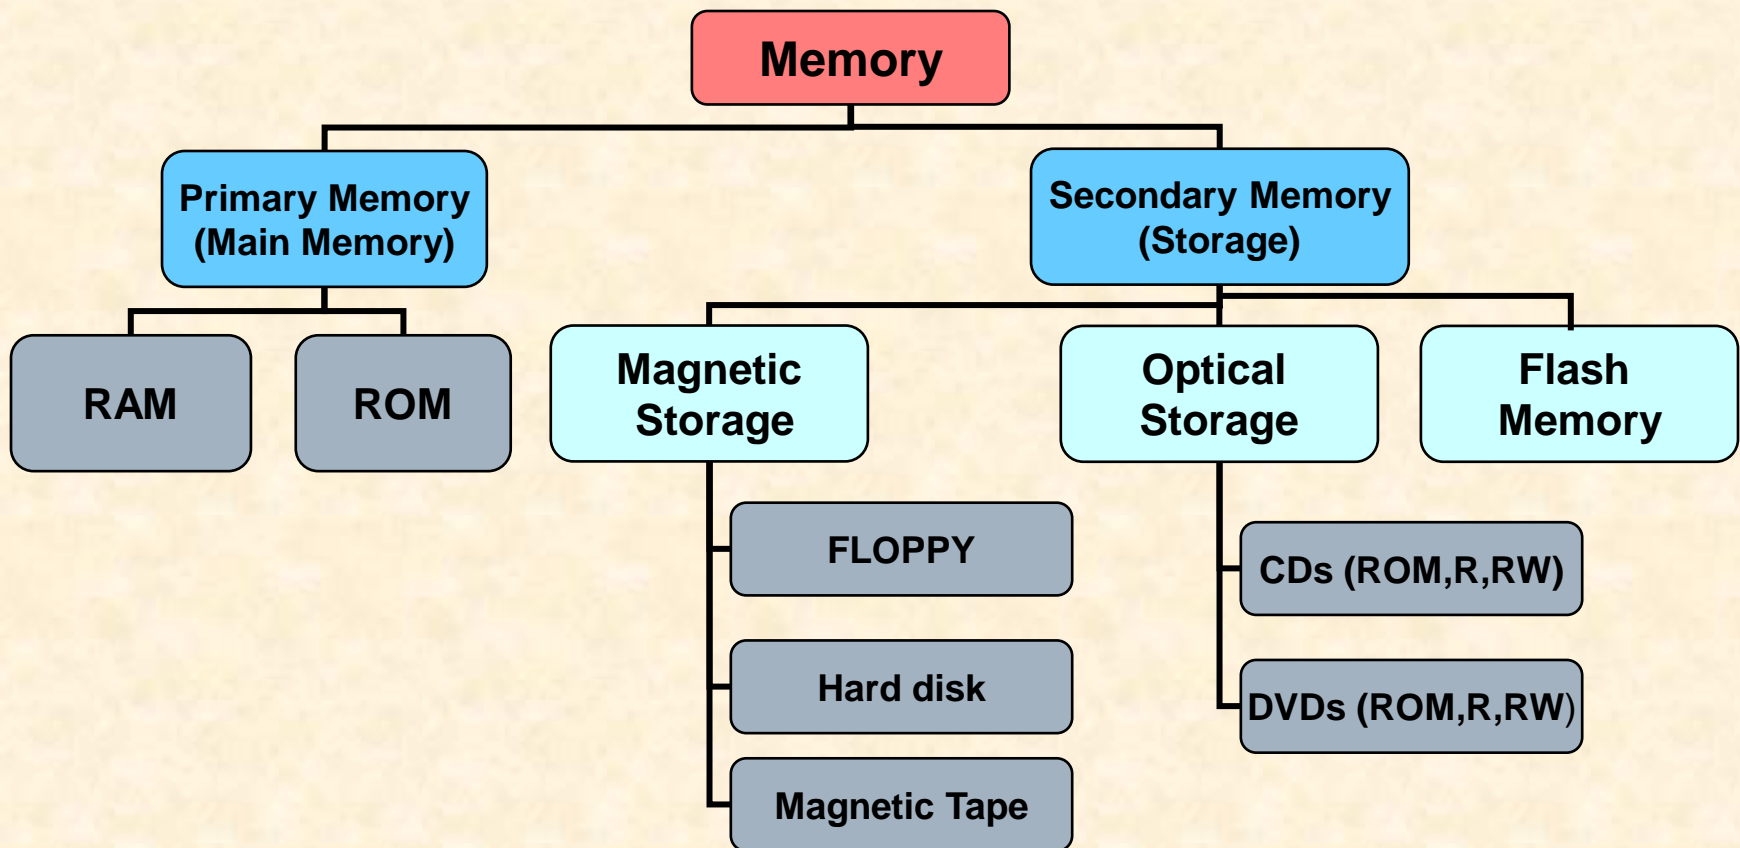 Memory
Primary Memory
(Main Memory)
Secondary Memory
(Storage)
RAM
ROM
Magnetic
Storage
Optical
Storage
Flash
Memory
FLOPPY
Hard disk
Magnetic Tape
CDs (ROM,R,RW)
DVDs (ROM,R,RW)